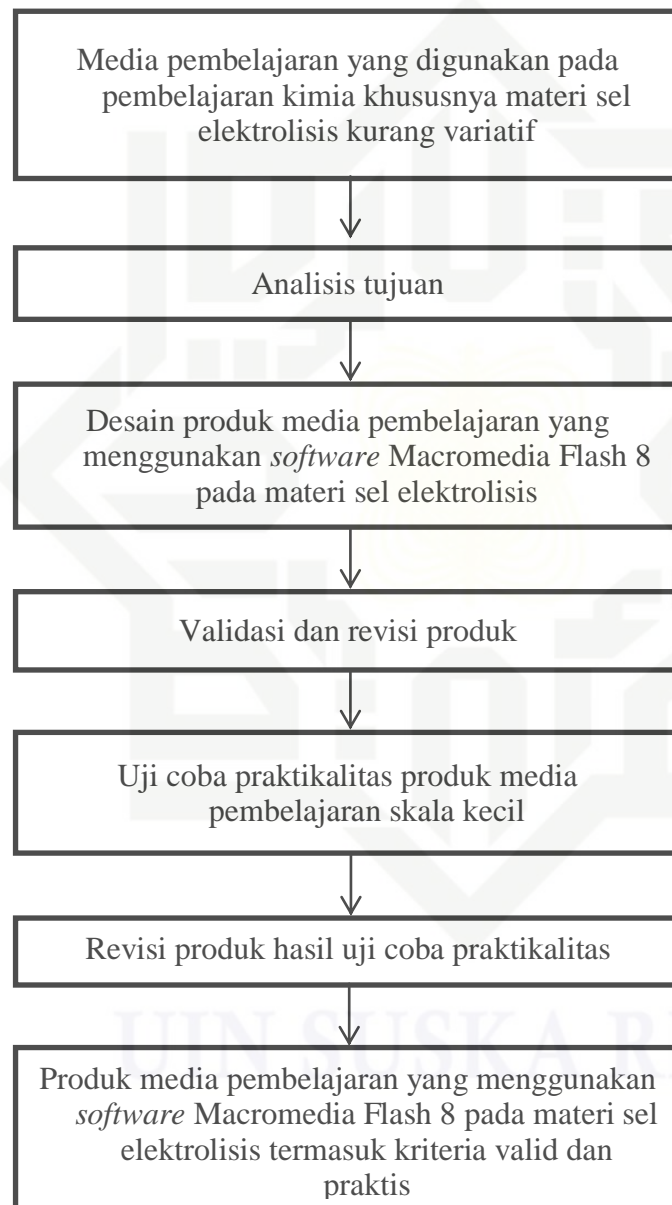 Media pembelajaran yang digunakan pada
pembelajaran kimia khususnya materi sel
elektrolisis kurang variatif
Analisis tujuan
Desain produk media pembelajaran yang
menggunakan software Macromedia Flash 8
pada materi sel elektrolisis
Validasi dan revisi produk
Uji coba praktikalitas produk media
pembelajaran skala kecil
Revisi produk hasil uji coba praktikalitas
UIN SUSKA R
Produk media pembelajaran yang menggunakan
software Macromedia Flash 8 pada materi sel
elektrolisis termasuk kriteria valid dan
praktis